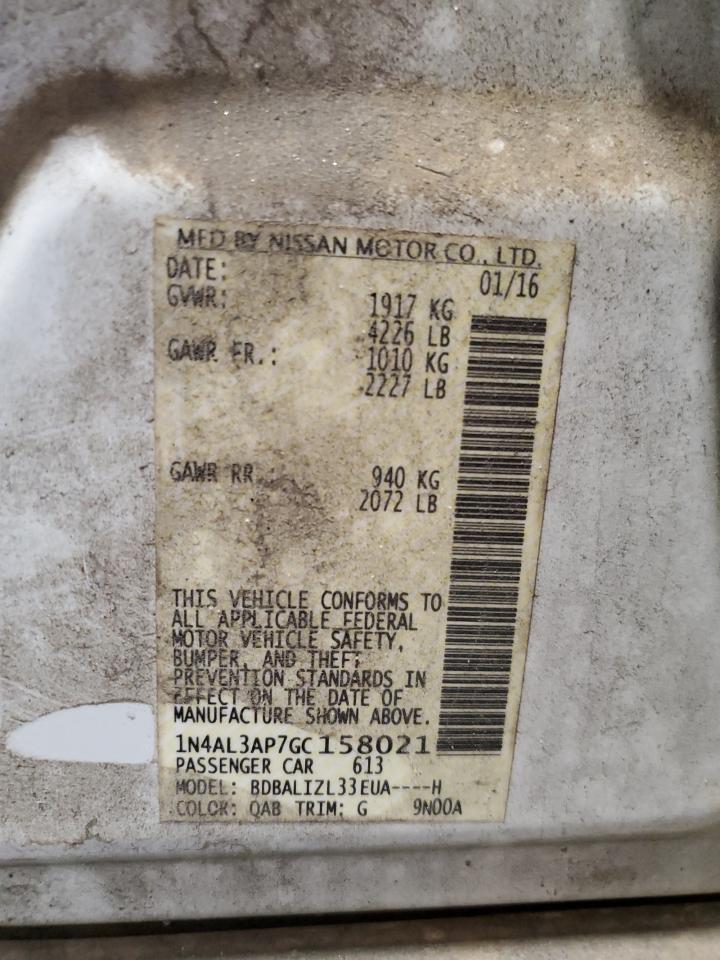 MFD BY NISSAN MOTOR CO., LTD.
DATE: 01/16
GVWR: 1917 KG
4226 LB
GAWR FR.: 1010 KG
2227 LB
GAWR RR.: 940 KG
2072 LB
THIS VEHICLE CONFORMS TO
ALL APPLICABLE FEDERAL
MOTOR VEHICLE SAFETY,
BUMPER, AND THEFT
PREVENTION STANDARDS IN
EFFECT ON THE DATE OF
MANUFACTURE SHOWN ABOVE.
1N4AL3AP7GC158021
PASSENGER CAR 613
MODEL: BDBALIZL33EUA----H
COLOR: QAB TRIM: G 9N00A